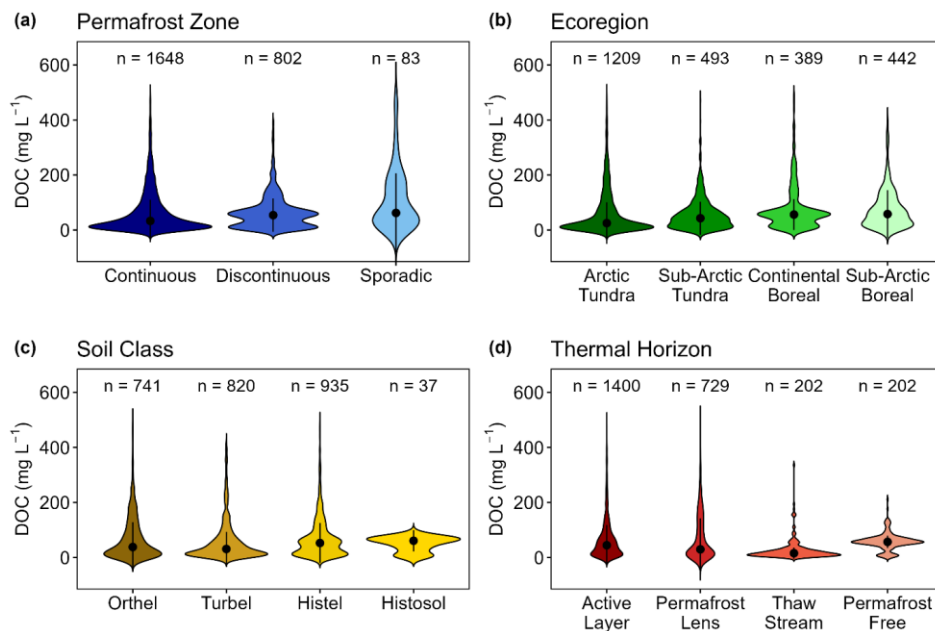 (a) Permafrost Zone
DOC (mg L⁻¹)
600
400
200
0
n = 1648 n = 802 n = 83
Continuous Discontinuous Sporadic
(b) Ecoregion
DOC (mg L⁻¹)
600
400
200
0
n = 1209 n = 493 n = 389 n = 442
Arctic Sub-Arctic Continental Sub-Arctic
Tundra Tundra Boreal Boreal
(c) Soil Class
DOC (mg L⁻¹)
600
400
200
0
n = 741 n = 820 n = 935 n = 37
Orthel Turbel Histel Histosol
(d) Thermal Horizon
DOC (mg L⁻¹)
600
400
200
0
n = 1400 n = 729 n = 202 n = 202
Active Permafrost Thaw Permafrost
Layer Lens Stream Free